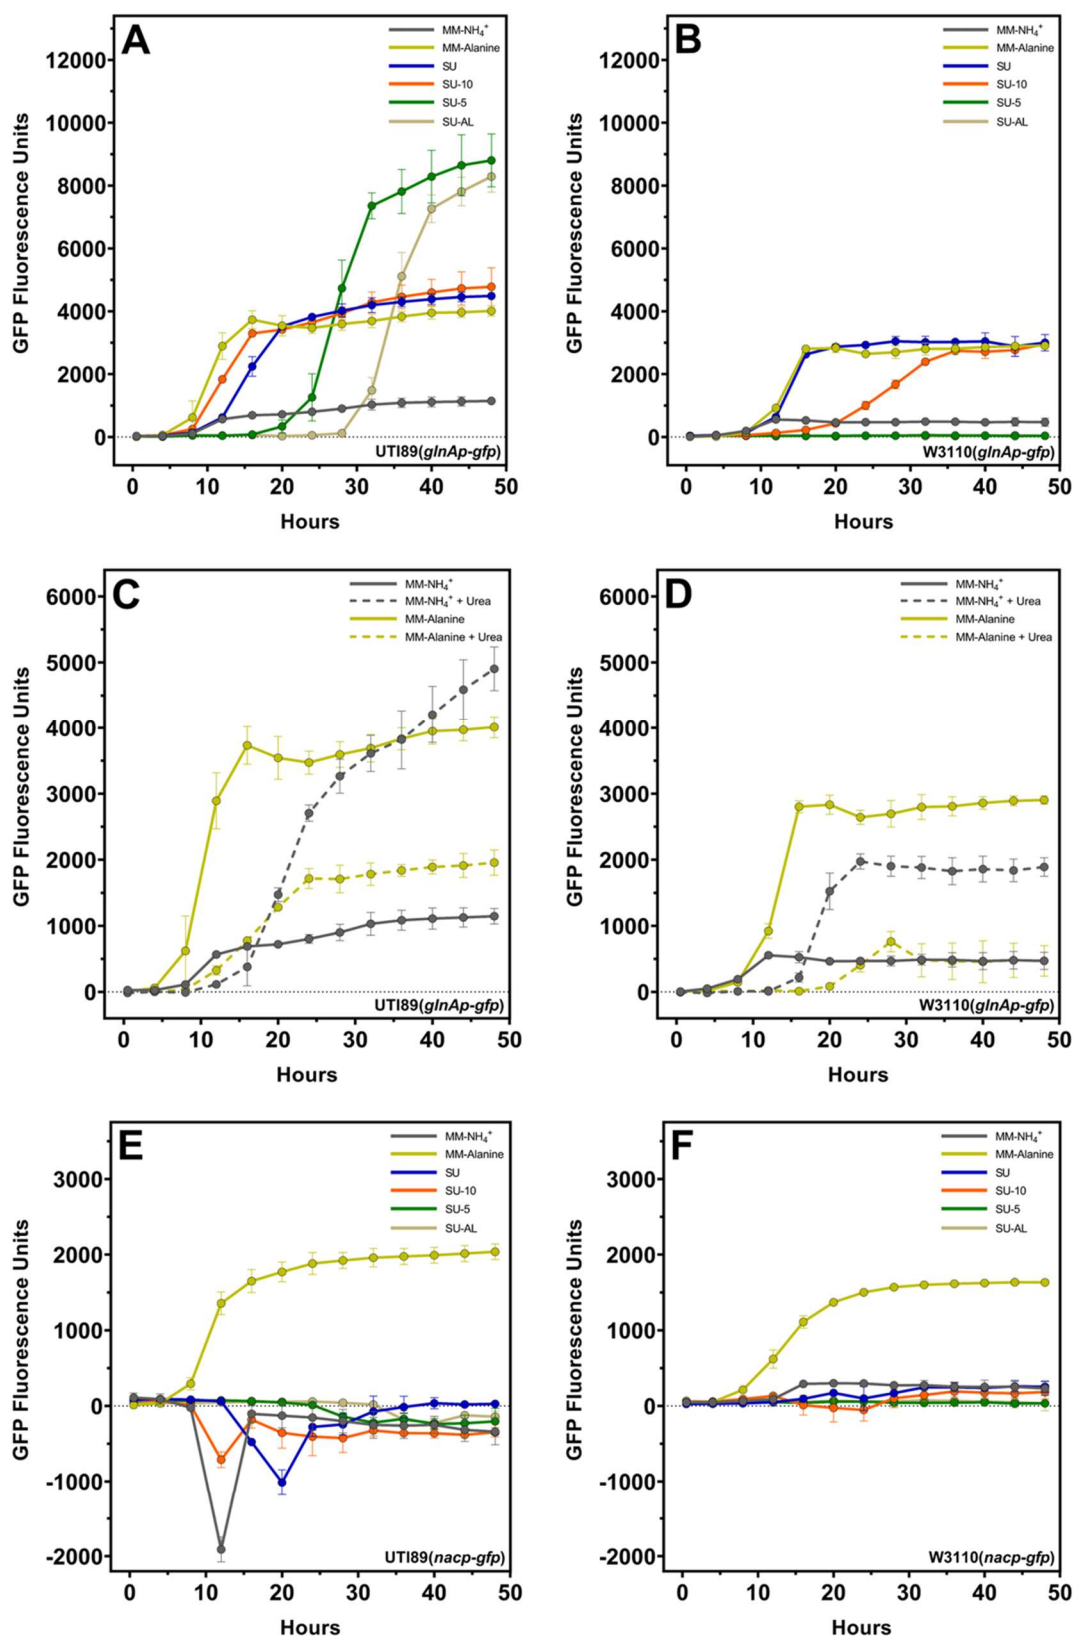 A
MM-NH₄⁺
MM-Alanine
SU
SU-10
SU-5
SU-AL
GFP Fluorescence Units
12000
10000
8000
6000
4000
2000
0
UTI89(glnAp-gfp)
0 10 20 30 40 50
Hours
B
MM-NH₄⁺
MM-Alanine
SU
SU-10
SU-5
SU-AL
GFP Fluorescence Units
12000
10000
8000
6000
4000
2000
0
W3110(glnAp-gfp)
0 10 20 30 40 50
Hours
C
MM-NH₄⁺
MM-NH₄⁺ + Urea
MM-Alanine
MM-Alanine + Urea
GFP Fluorescence Units
6000
5000
4000
3000
2000
1000
0
UTI89(glnAp-gfp)
0 10 20 30 40 50
Hours
D
MM-NH₄⁺
MM-NH₄⁺ + Urea
MM-Alanine
MM-Alanine + Urea
GFP Fluorescence Units
6000
5000
4000
3000
2000
1000
0
W3110(glnAp-gfp)
0 10 20 30 40 50
Hours
E
MM-NH₄⁺
MM-Alanine
SU
SU-10
SU-5
SU-AL
GFP Fluorescence Units
3000
2000
1000
0
-1000
-2000
UTI89(nacp-gfp)
0 10 20 30 40 50
Hours
F
MM-NH₄⁺
MM-Alanine
SU
SU-10
SU-5
SU-AL
GFP Fluorescence Units
3000
2000
1000
0
-1000
-2000
W3110(nacp-gfp)
0 10 20 30 40 50
Hours